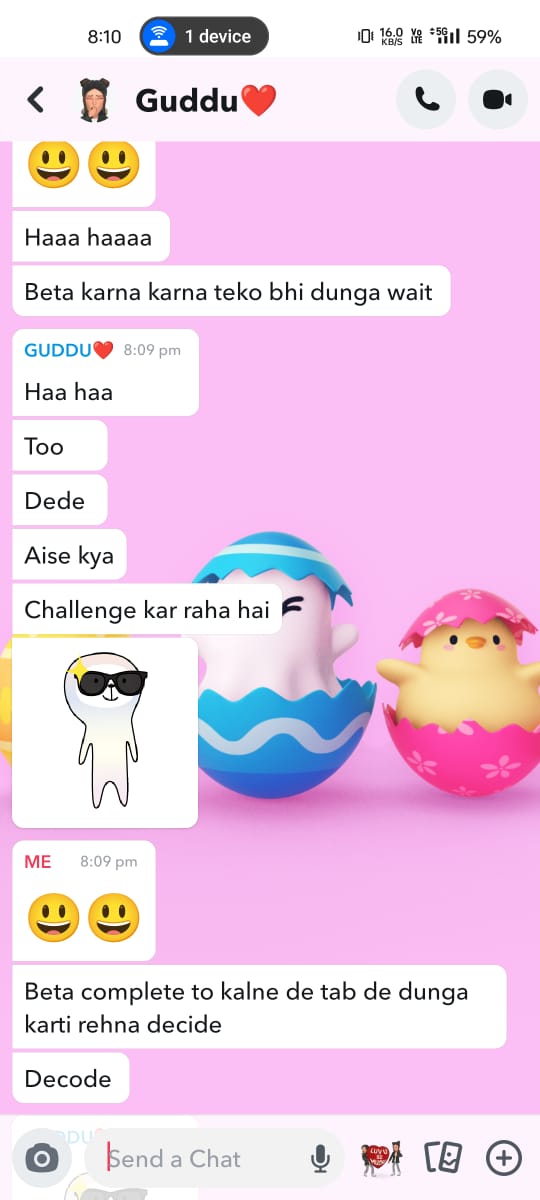 8:10
1 device
16.0
KB/S
Vo
LTE
5G
59%
Guddu❤️
😃😃
Haaa haaaa
Beta karna karna teko bhi dunga wait
GUDDU❤️ 8:09 pm
Haa haa
Too
Dede
Aise kya
Challenge kar raha hai
ME 8:09 pm
😃😃
Beta complete to kalne de tab de dunga
karti rehna decide
Decode
Send a Chat